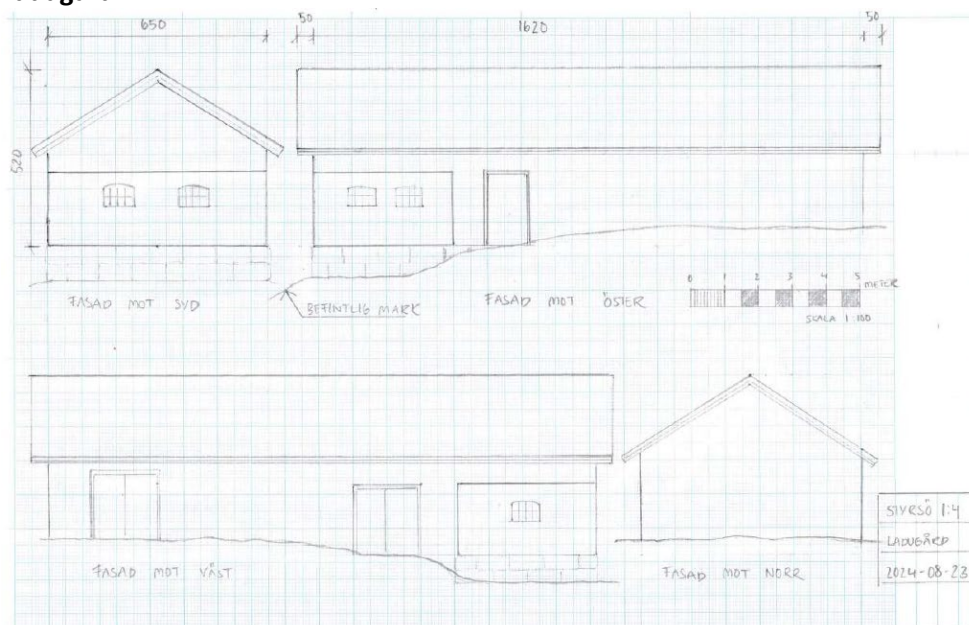 650
50
1620
50
520
FASAD MOT SYD
BEFINTLIG MARK
FASAD MOT ÖSTER
0 1 2 3 4 5
METER
SKALA 1:100
FASAD MOT VÄST
FASAD MOT NORR
STYRSÖ 1:4
LADUGÅRD
2024-08-23